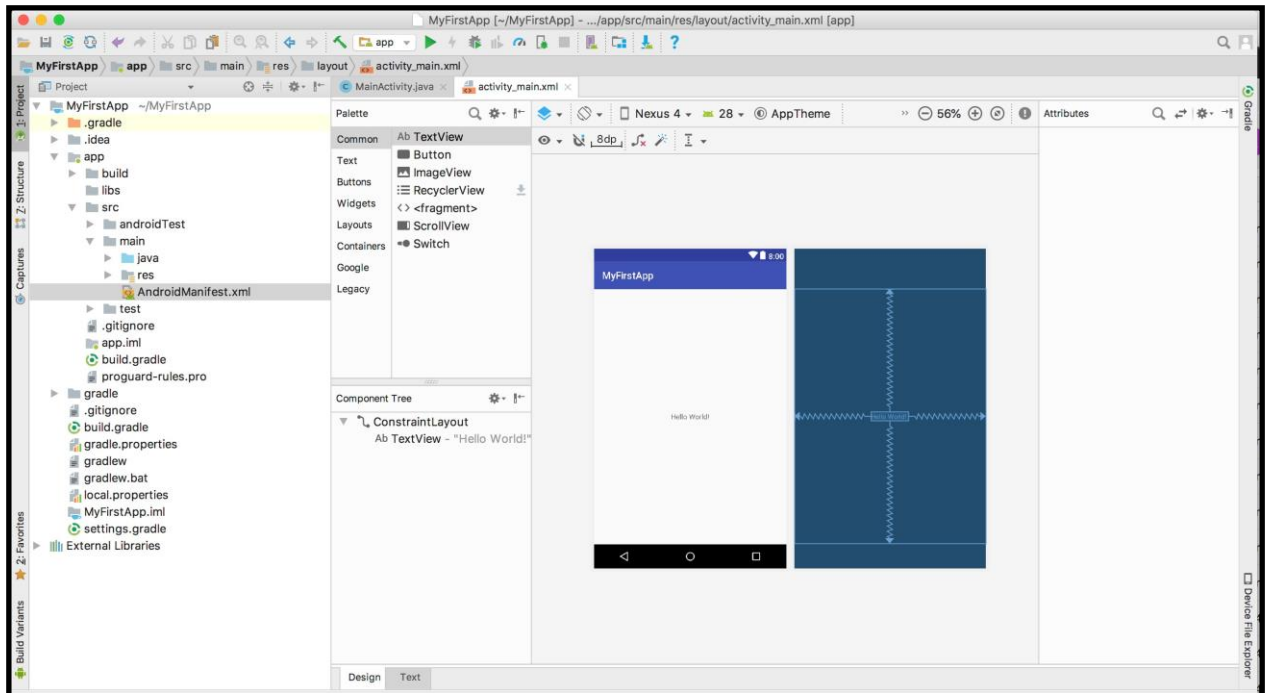 MyFirstApp [~/MyFirstApp] - .../app/src/main/res/layout/activity_main.xml [app]
app
MyFirstApp app src main res layout activity_main.xml
Project
MainActivity.java
activity_main.xml
1: Project
Z: Structure
Captures
2: Favorites
Build Variants
MyFirstApp ~/MyFirstApp
.gradle
.idea
app
build
libs
src
androidTest
main
java
res
AndroidManifest.xml
test
.gitignore
app.iml
build.gradle
proguard-rules.pro
gradle
.gitignore
build.gradle
gradle.properties
gradlew
gradlew.bat
local.properties
MyFirstApp.iml
settings.gradle
External Libraries
Palette
Common
Text
Buttons
Widgets
Layouts
Containers
Google
Legacy
Ab TextView
Button
ImageView
RecyclerView
<> <fragment>
ScrollView
Switch
Component Tree
ConstraintLayout
Ab TextView - "Hello World!"
Nexus 4 28 AppTheme >> 56%
8dp
8:00
MyFirstApp
Hello World!
Hello World!
Attributes
Gradle
Device File Explorer
Design Text